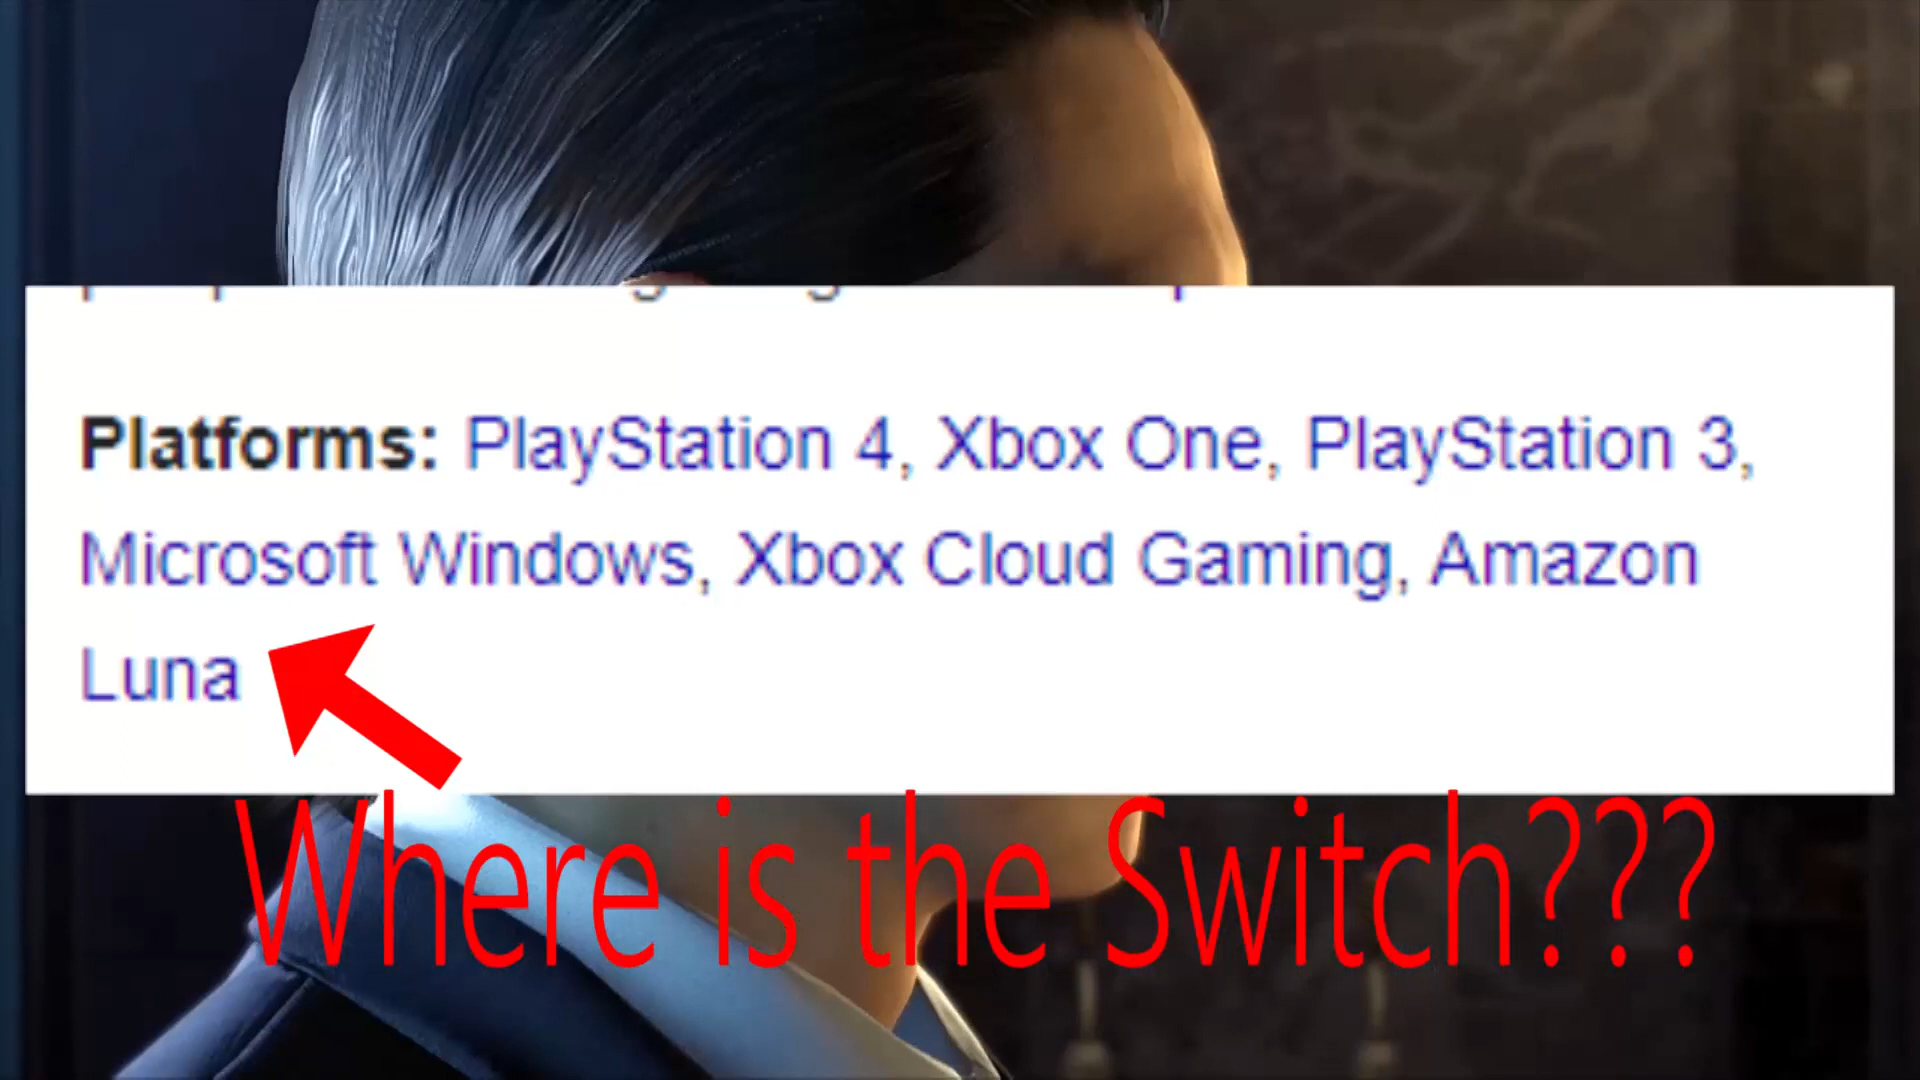 Platforms: PlayStation 4, Xbox One, PlayStation 3,
Microsoft Windows, Xbox Cloud Gaming, Amazon
Luna
Where is the Switch???